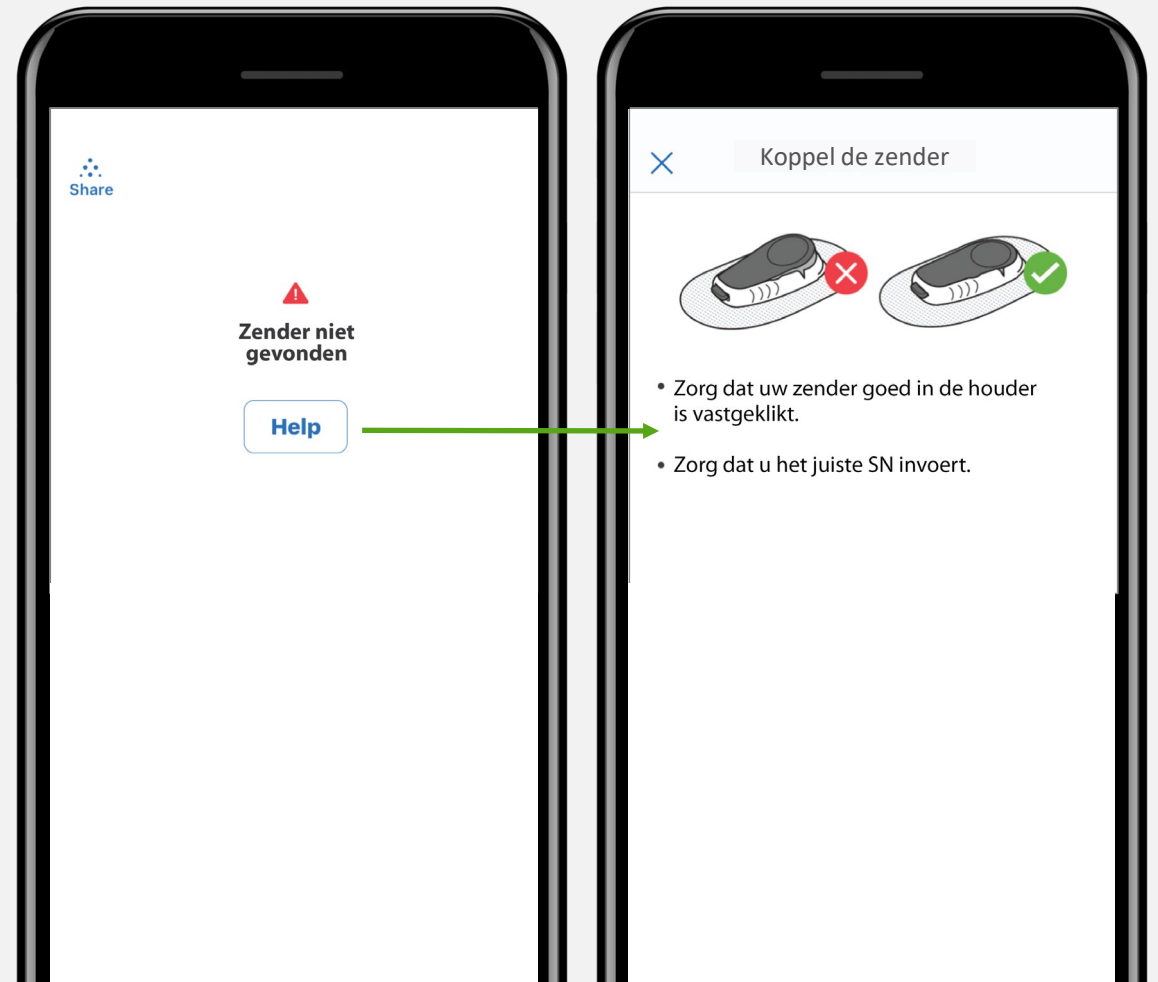 Share
Zender niet
gevonden
Help
Koppel de zender
• Zorg dat uw zender goed in de houder
is vastgeklikt.
• Zorg dat u het juiste SN invoert.